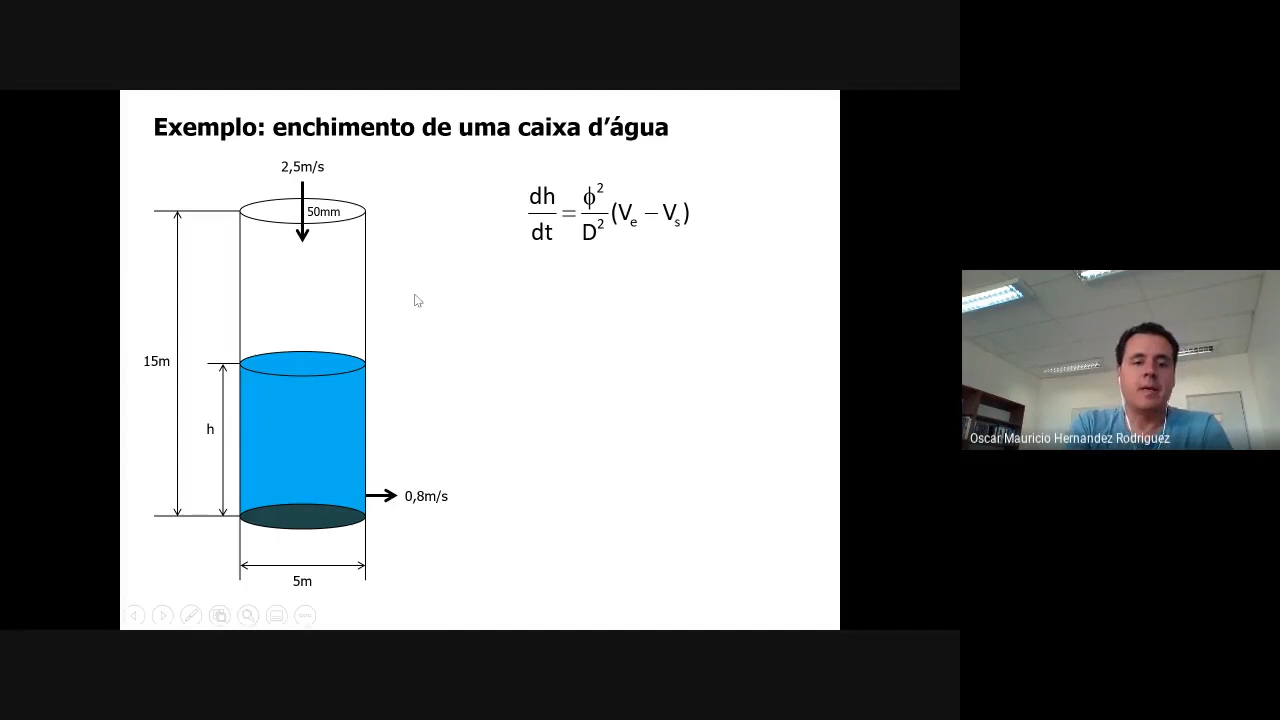 Exemplo: enchimento de uma caixa d’água
2,5m/s
50mm
dh/dt = ϕ²/D² (Vₑ − Vₛ)
15m
h
0,8m/s
5m
Oscar Mauricio Hernandez Rodriguez